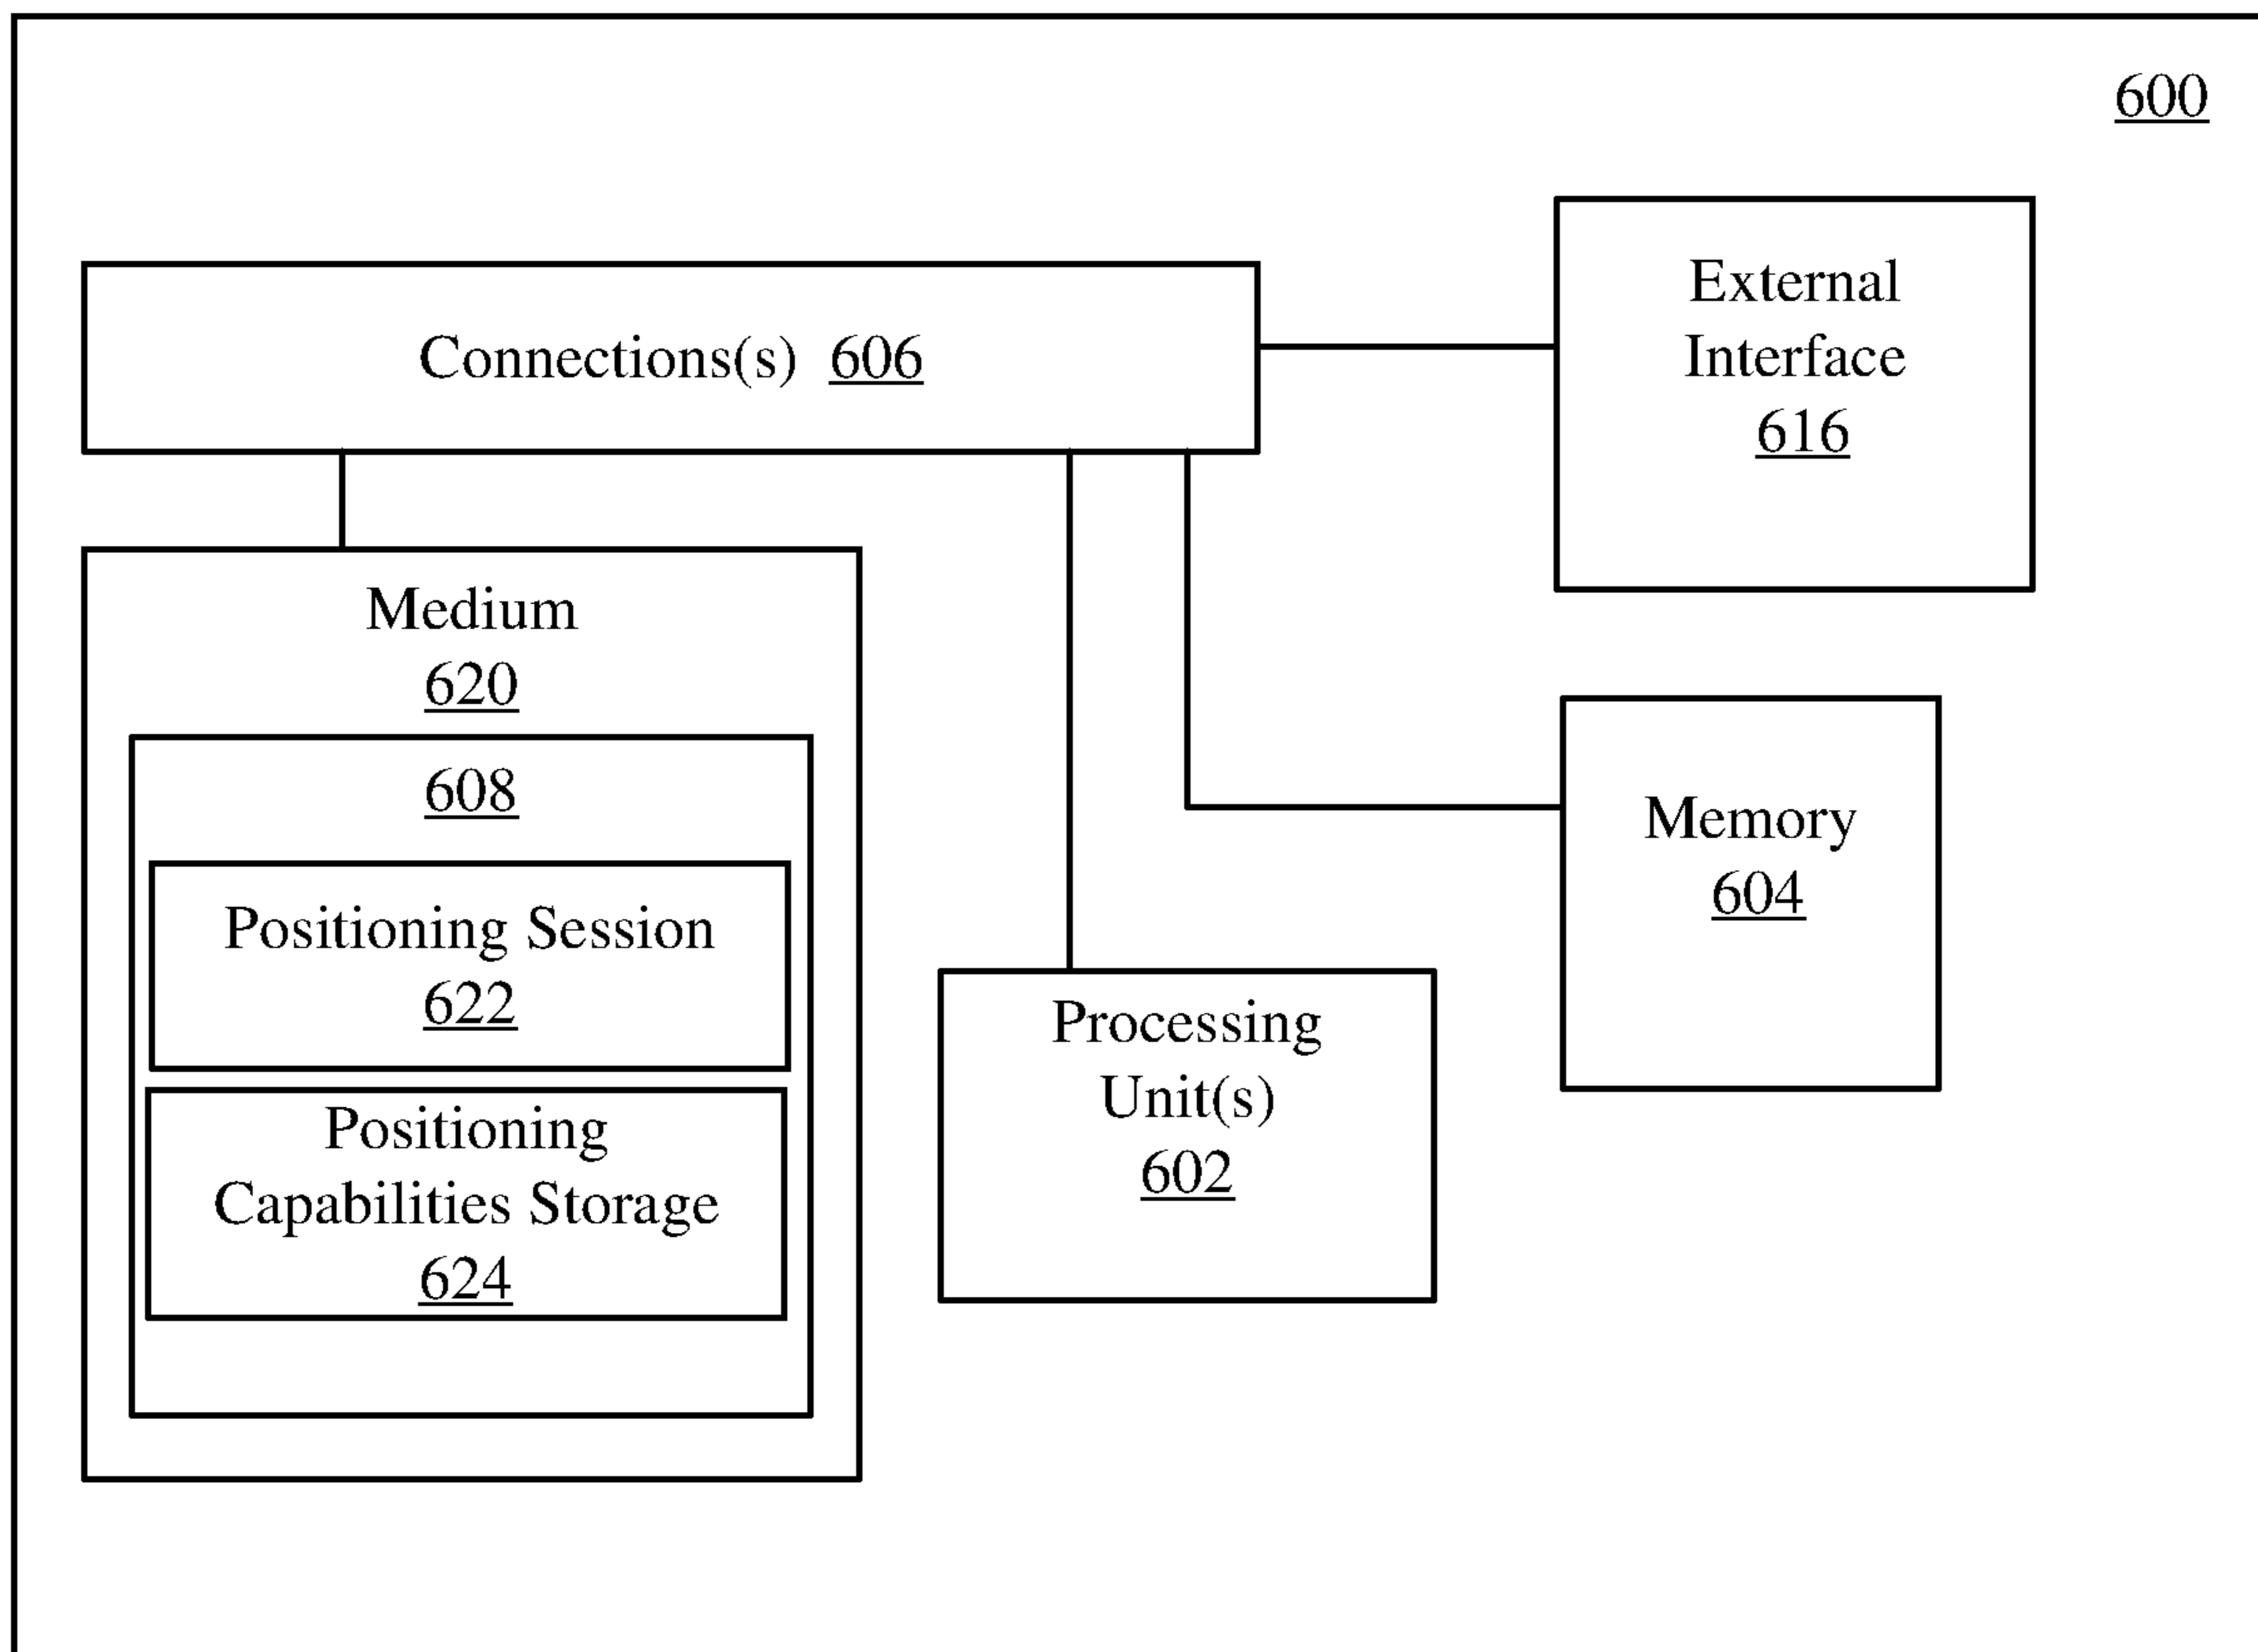 600
Connections(s) 606
External
Interface
616
Medium
620
608
Positioning Session
622
Positioning
Capabilities Storage
624
Processing
Unit(s)
602
Memory
604